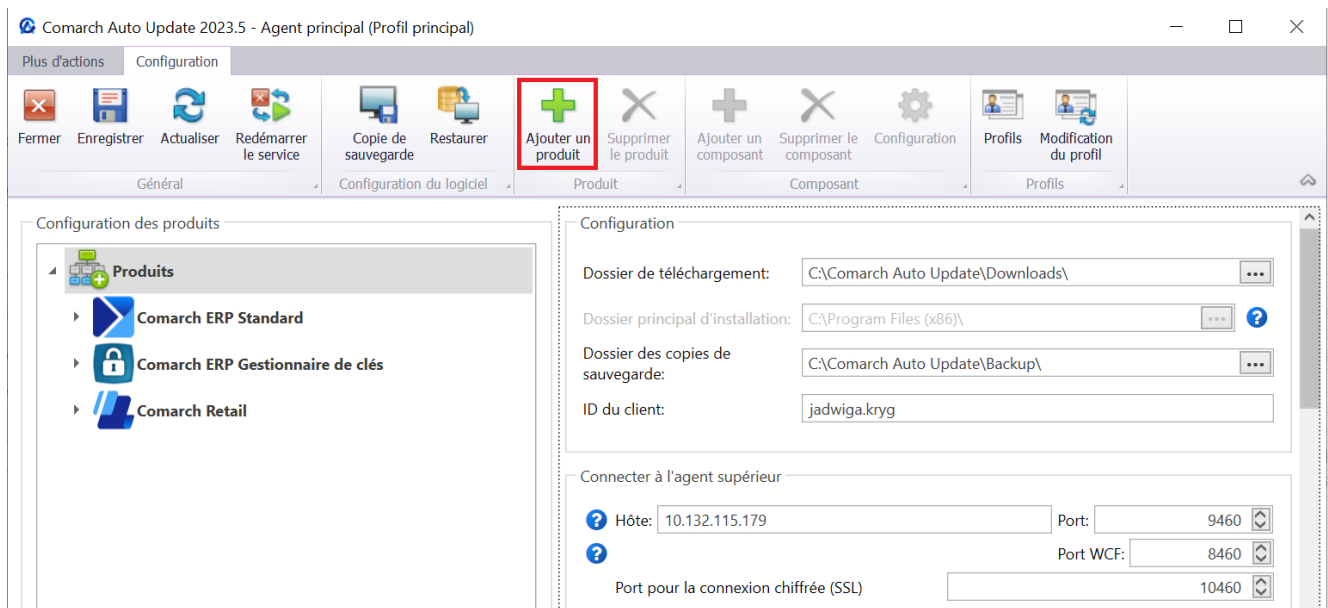 Comarch Auto Update 2023.5 - Agent principal (Profil principal)
Plus d'actions Configuration
Fermer Enregistrer Actualiser Redémarrer le service Copie de sauvegarde Restaurer Ajouter un produit Supprimer le produit Ajouter un composant Supprimer le composant Configuration Profils Modification du profil
Général Configuration du logiciel Produit Composant Profils
Configuration des produits
Produits
Comarch ERP Standard
Comarch ERP Gestionnaire de clés
Comarch Retail
Configuration
Dossier de téléchargement: C:\Comarch Auto Update\Downloads\ ...
Dossier principal d'installation: C:\Program Files (x86)\ ... ?
Dossier des copies de
sauvegarde: C:\Comarch Auto Update\Backup\ ...
ID du client: jadwiga.kryg
Connecter à l'agent supérieur
? Hôte: 10.132.115.179 Port: 9460
? Port WCF: 8460
Port pour la connexion chiffrée (SSL) 10460